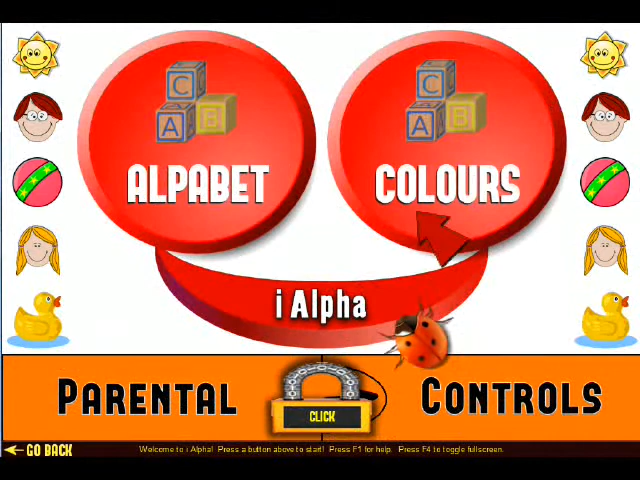 C
A B
C
A B
ALPABET
COLOURS
i Alpha
PARENTAL
CONTROLS
CLICK
GO BACK
Welcome to i Alpha! Press a button above to start! Press F1 for help. Press F4 to toggle fullscreen.